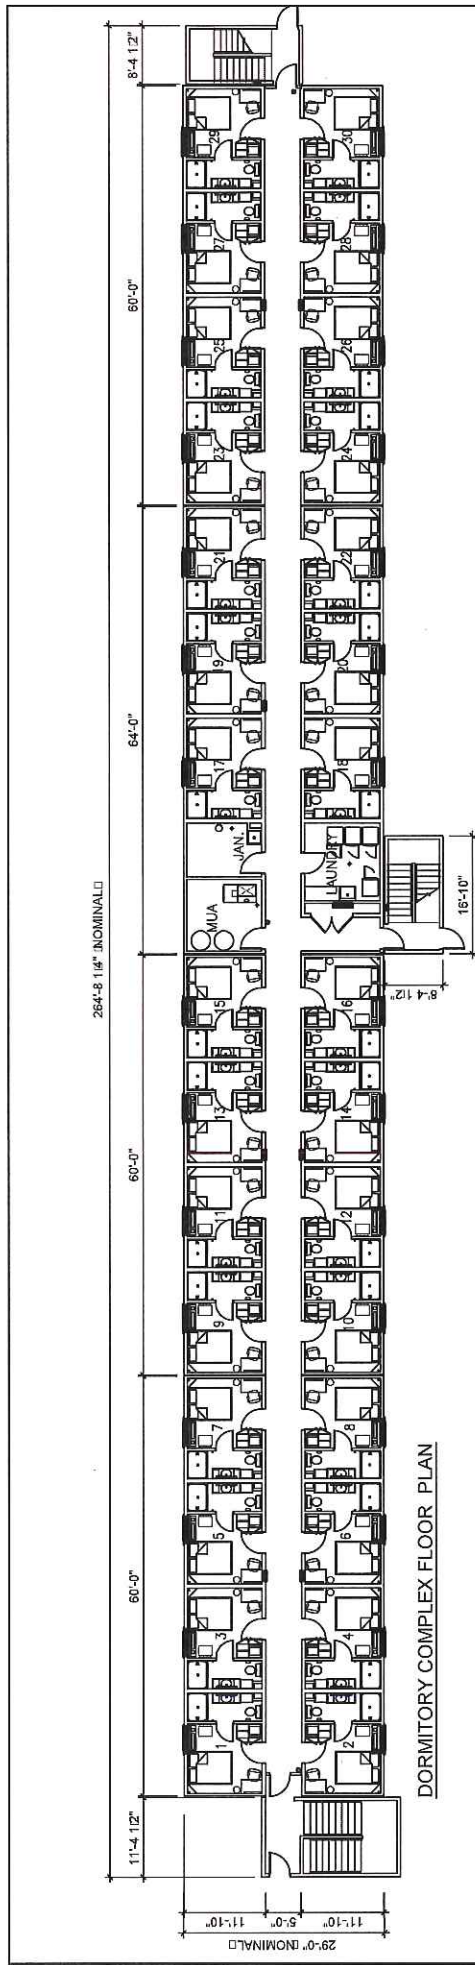 264'-8 1|4" □NOMINAL□
11'-4 1|2" 60'-0" 60'-0" 64'-0" 60'-0" 8'-4 1|2"
29'-0" □NOMINAL□
11'-10"
5'-0"
11'-10"
1 3 5 7 9 11 13 15 MUA JAN. 17 19 21 23 25 27 29
2 4 6 8 10 12 14 16 LAUNDRY 18 20 22 24 26 28 30
8'-4 1|2"
16'-10"
DORMITORY COMPLEX FLOOR PLAN